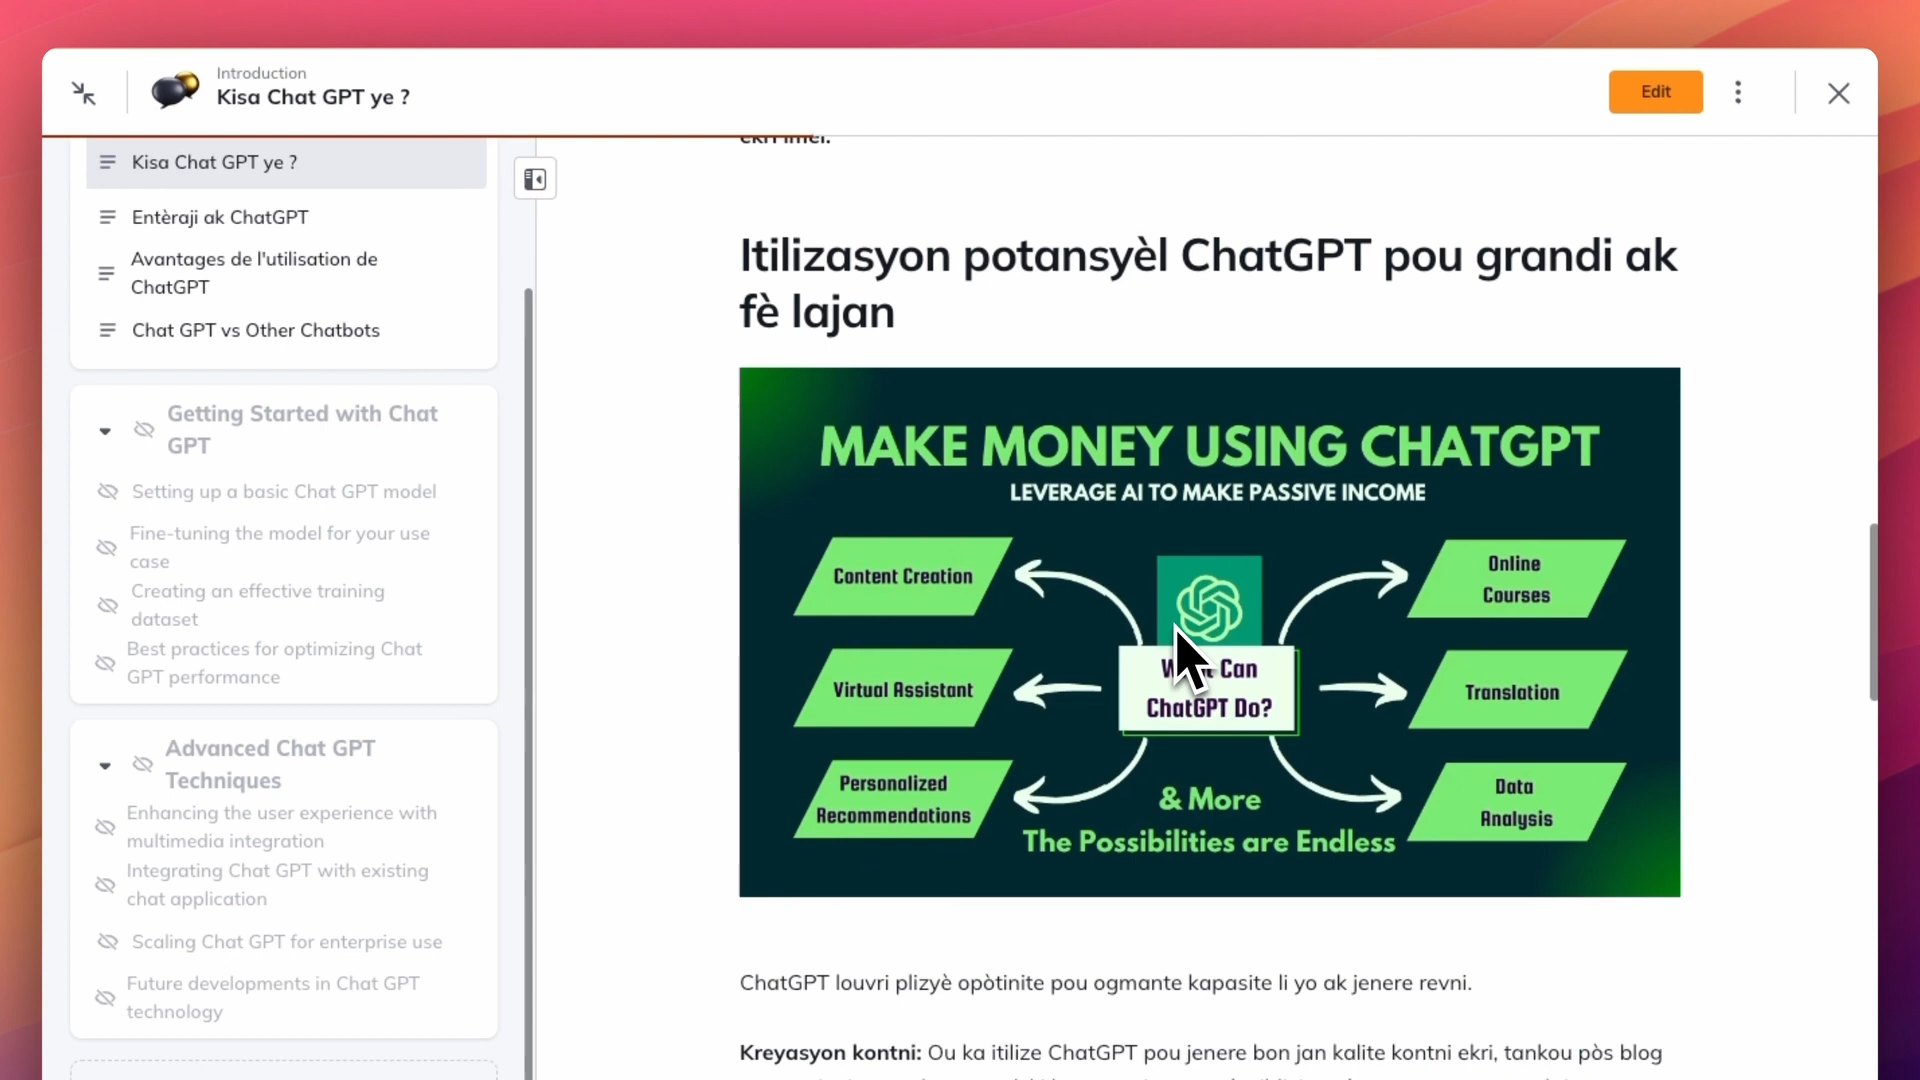 Introduction
Kisa Chat GPT ye ?
Edit
Kisa Chat GPT ye ?
Entèraji ak ChatGPT
Avantages de l'utilisation de
ChatGPT
Chat GPT vs Other Chatbots
Getting Started with Chat
GPT
Setting up a basic Chat GPT model
Fine-tuning the model for your use
case
Creating an effective training
dataset
Best practices for optimizing Chat
GPT performance
Advanced Chat GPT
Techniques
Enhancing the user experience with
multimedia integration
Integrating Chat GPT with existing
chat application
Scaling Chat GPT for enterprise use
Future developments in Chat GPT
technology
ekri imèl.
Itilizasyon potansyèl ChatGPT pou grandi ak
fè lajan
MAKE MONEY USING CHATGPT
LEVERAGE AI TO MAKE PASSIVE INCOME
Content Creation
Virtual Assistant
Personalized
Recommendations
Can
ChatGPT Do?
Online
Courses
Translation
Data
Analysis
& More
The Possibilities are Endless
ChatGPT louvri plizyè opòtinite pou ogmante kapasite li yo ak jenere revni.
Kreyasyon kontni: Ou ka itilize ChatGPT pou jenere bon jan kalite kontni ekri, tankou pòs blog